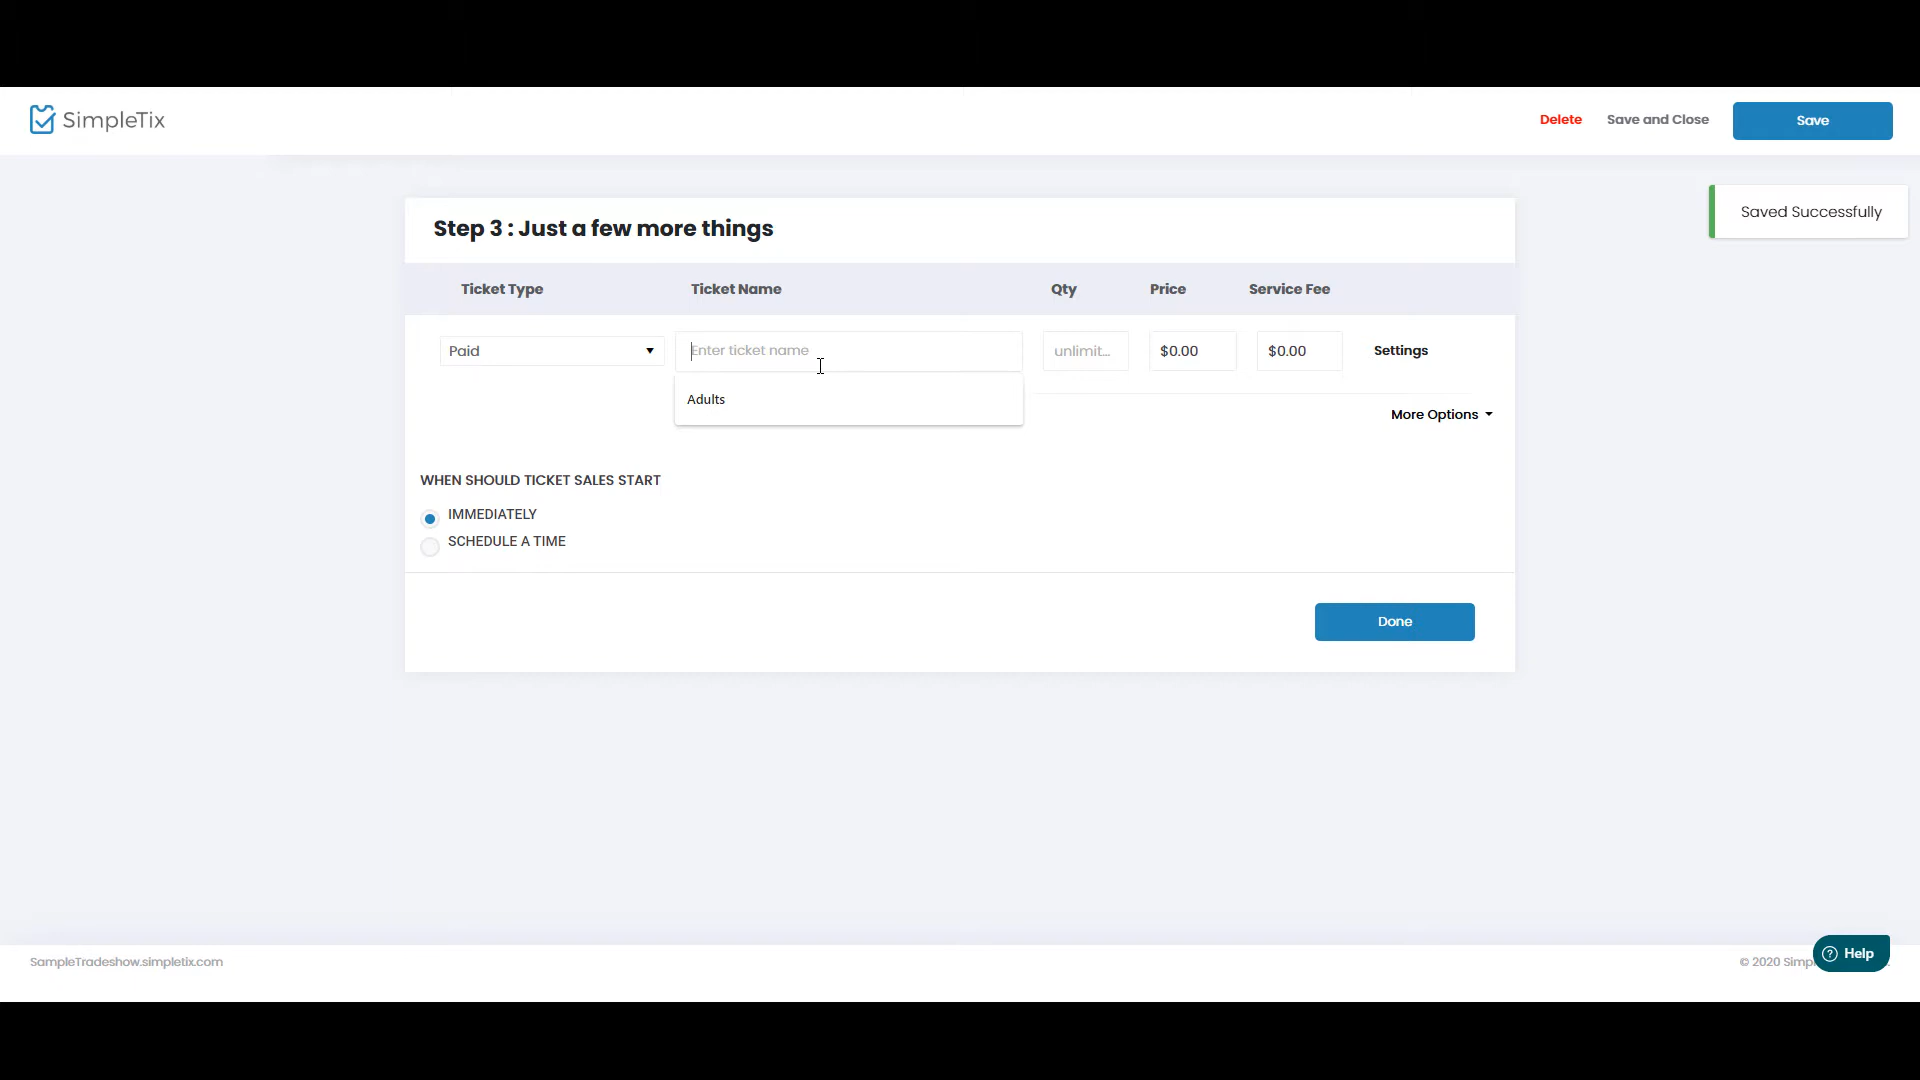 SimpleTix
Delete
Save and Close
Save
Saved Successfully
Step 3 : Just a few more things
Ticket Type
Ticket Name
Qty
Price
Service Fee
Paid
Enter ticket name
unlimit...
$0.00
$0.00
Settings
Adults
More Options
WHEN SHOULD TICKET SALES START
IMMEDIATELY
SCHEDULE A TIME
Done
SampleTradeshow.simpletix.com
© 2020 Simpl
Help